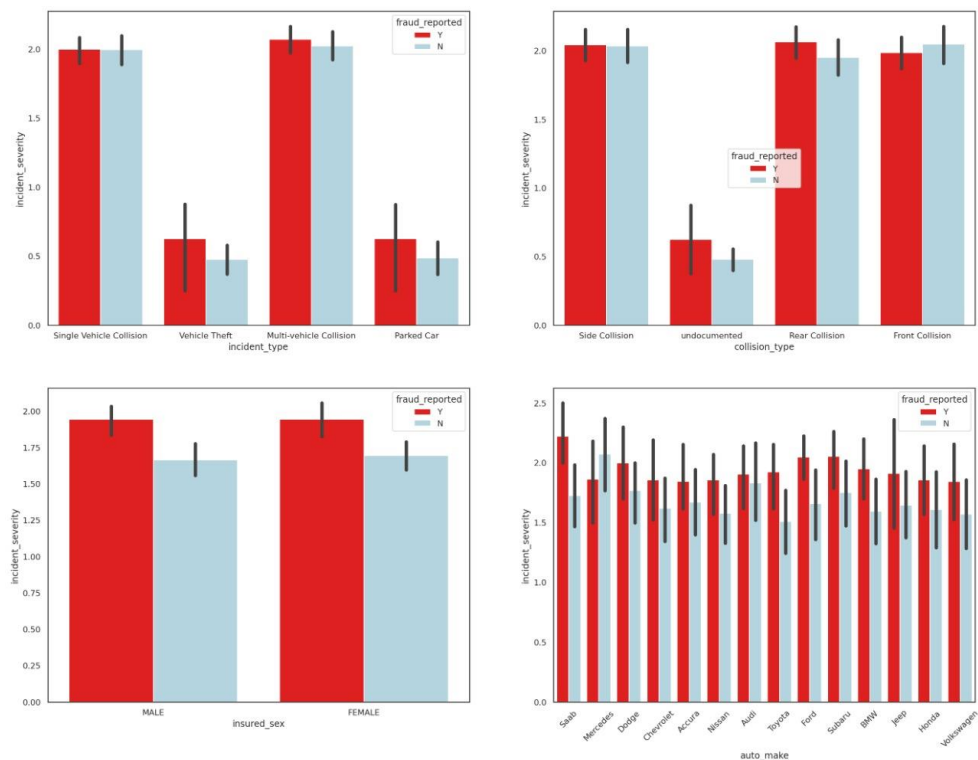 fraud_reported
Y
N
incident_severity
2.0
1.5
1.0
0.5
0.0
Single Vehicle Collision Vehicle Theft Multi-vehicle Collision Parked Car
incident_type
fraud_reported
Y
N
incident_severity
2.0
1.5
1.0
0.5
0.0
Side Collision undocumented Rear Collision Front Collision
collision_type
fraud_reported
Y
N
incident_severity
2.00
1.75
1.50
1.25
1.00
0.75
0.50
0.25
0.00
MALE FEMALE
insured_sex
fraud_reported
Y
N
incident_severity
2.5
2.0
1.5
1.0
0.5
0.0
Saab Mercedes Dodge Chevrolet Accura Nissan Audi Toyota Ford Subaru BMW Jeep Honda Volkswagen
auto_make